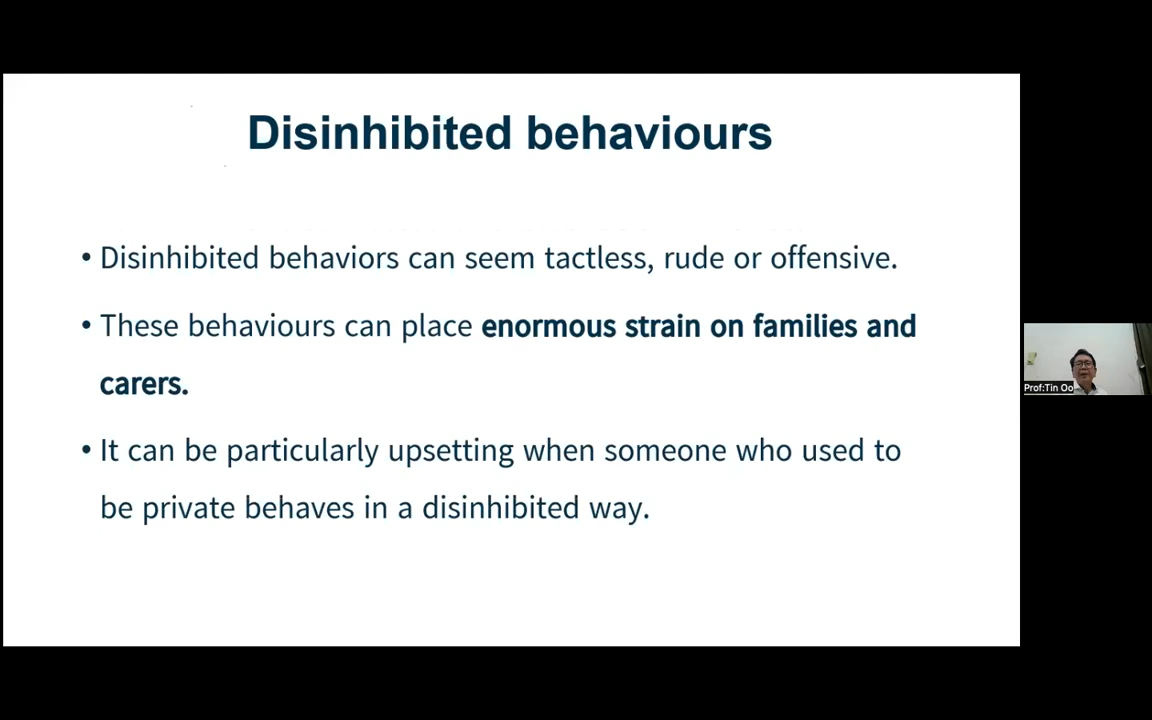 Disinhibited behaviours
• Disinhibited behaviors can seem tactless, rude or offensive.
• These behaviours can place enormous strain on families and
carers.
• It can be particularly upsetting when someone who used to
be private behaves in a disinhibited way.
Prof:Tin Oo